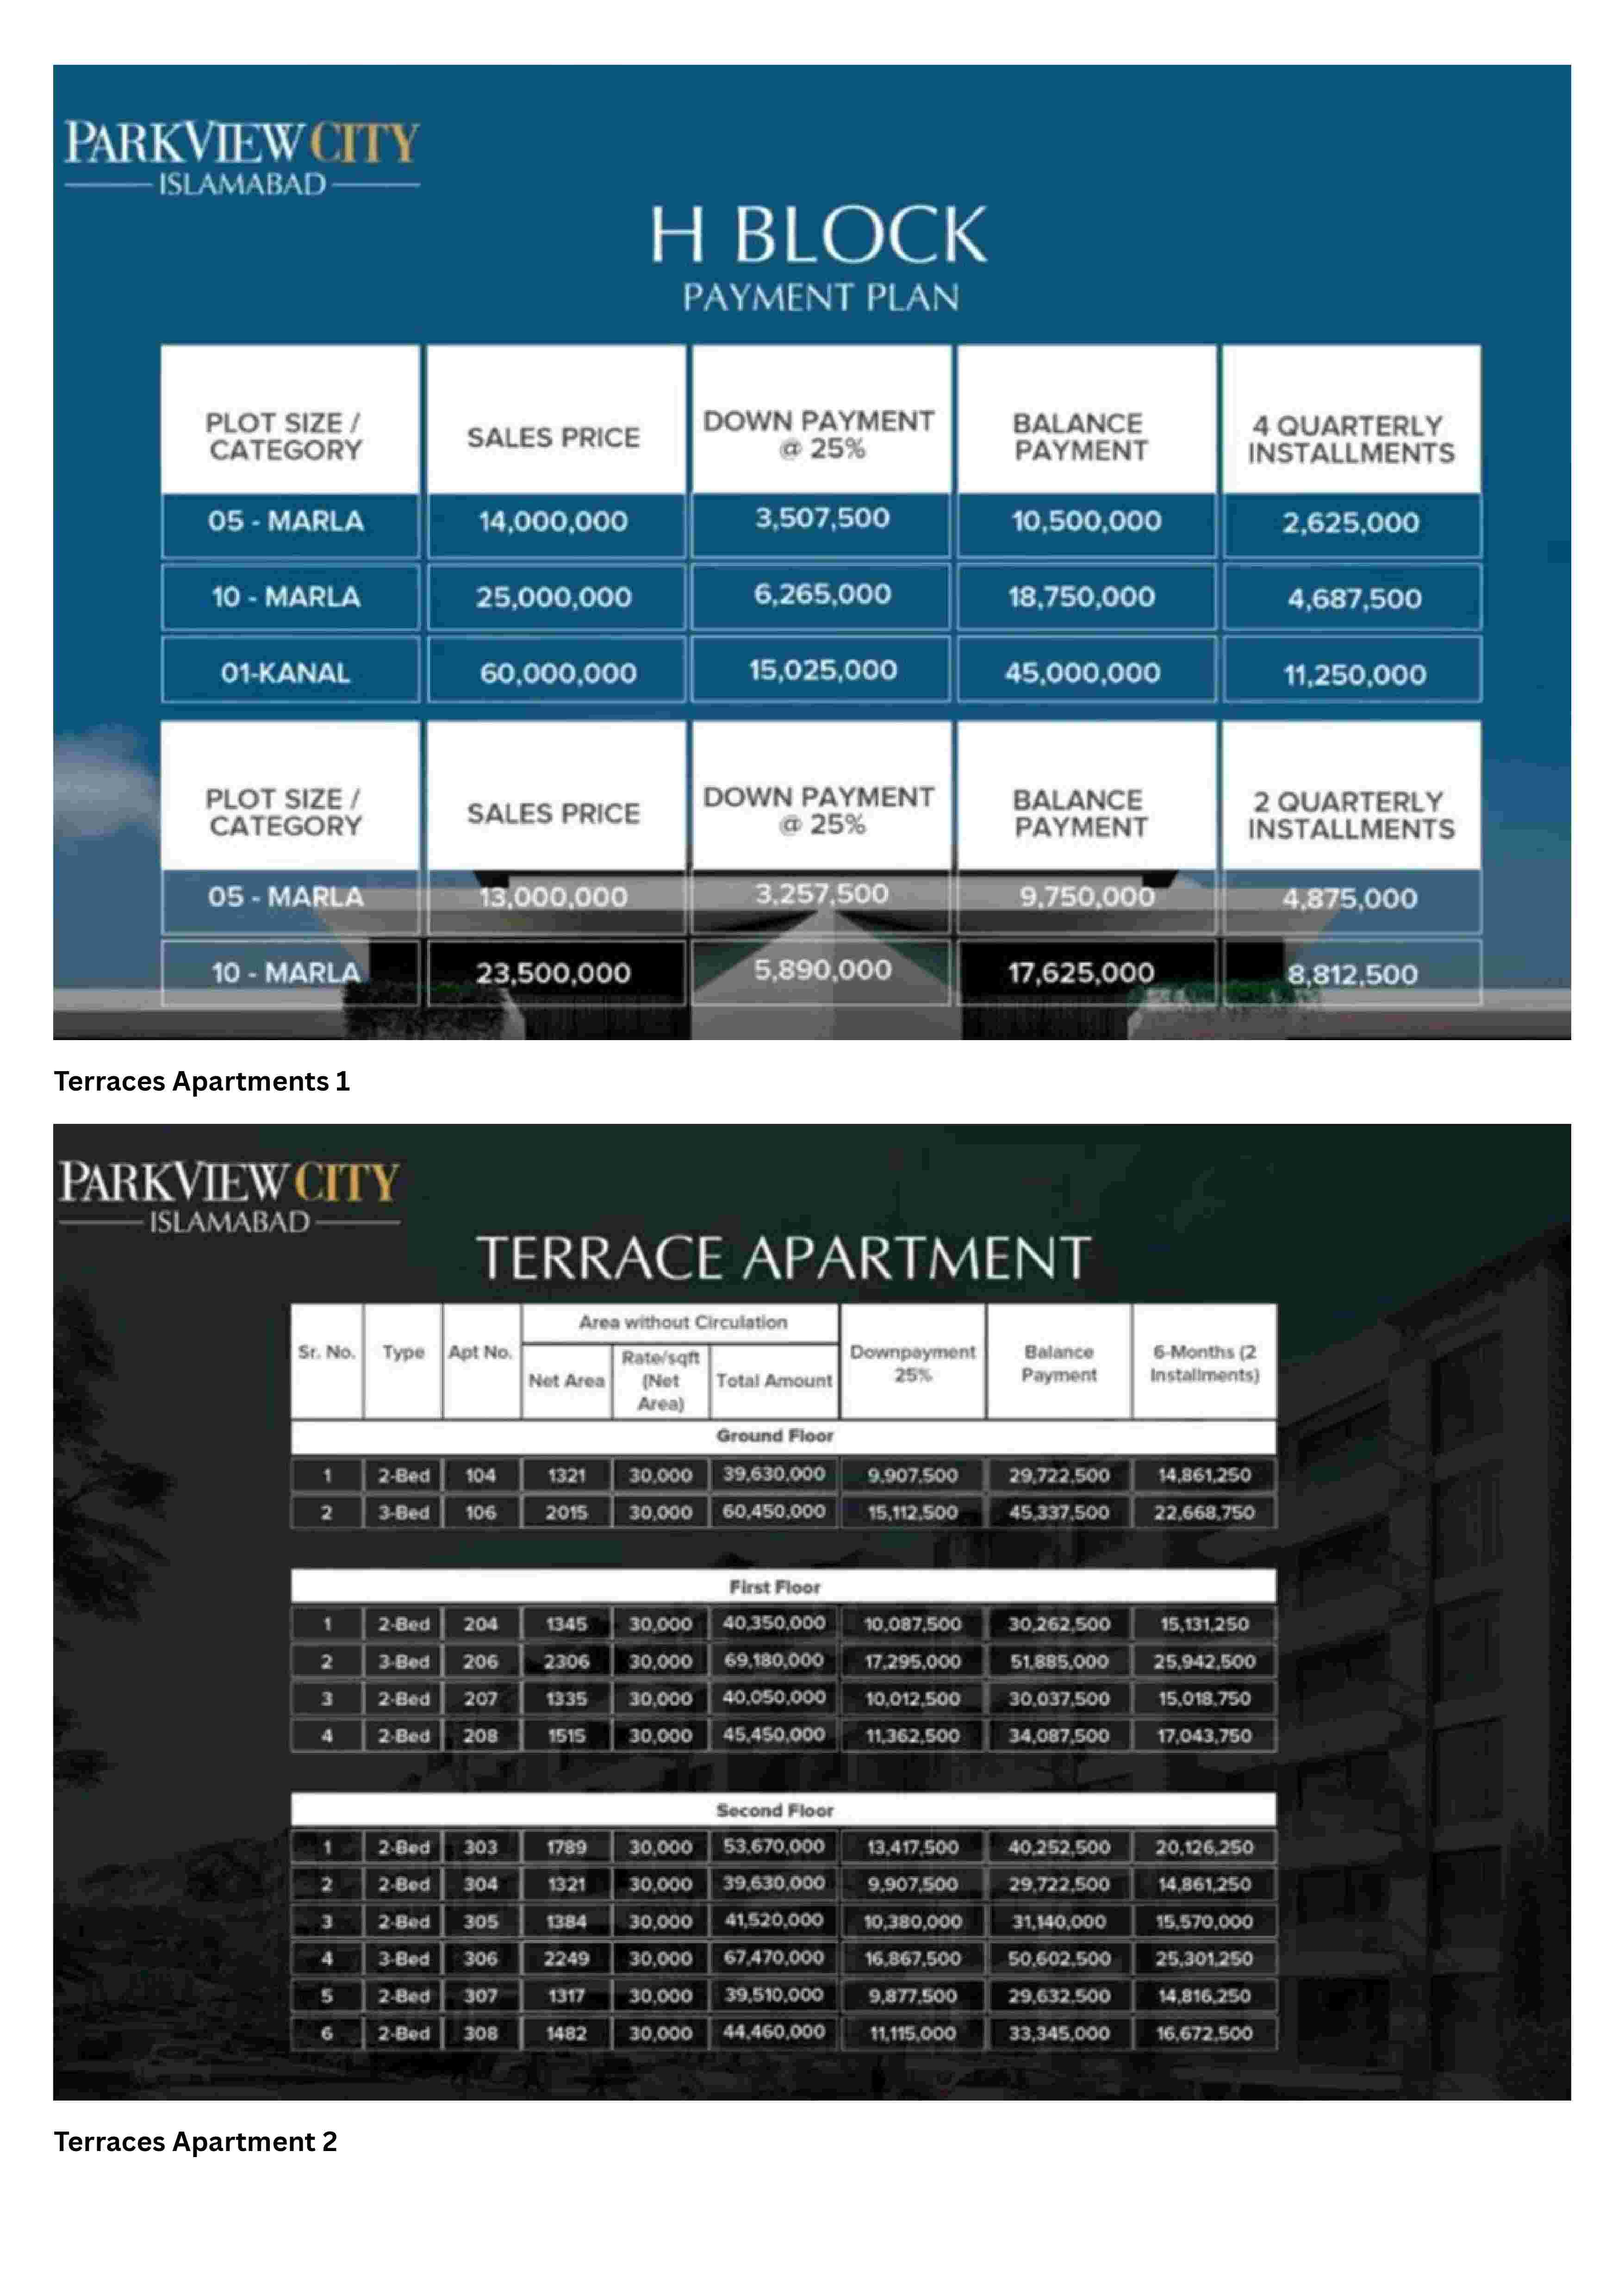 PARKVIEW CITY
ISLAMABAD
H BLOCK
PAYMENT PLAN
PLOT SIZE / CATEGORY SALES PRICE DOWN PAYMENT @ 25% BALANCE PAYMENT 4 QUARTERLY INSTALLMENTS
05 - MARLA 14,000,000 3,507,500 10,500,000 2,625,000
10 - MARLA 25,000,000 6,265,000 18,750,000 4,687,500
01-KANAL 60,000,000 15,025,000 45,000,000 11,250,000
PLOT SIZE / CATEGORY SALES PRICE DOWN PAYMENT @ 25% BALANCE PAYMENT 2 QUARTERLY INSTALLMENTS
05 - MARLA 13,000,000 3,257,500 9,750,000 4,875,000
10 - MARLA 23,500,000 5,890,000 17,625,000 8,812,500
Terraces Apartments 1
PARKVIEW CITY
ISLAMABAD
TERRACE APARTMENT
Sr. No. Type Apt No. Area without Circulation Downpayment 25% Balance Payment 6-Months (2 Installments)
Net Area Rate/sqft (Net Area) Total Amount
Ground Floor
1 2-Bed 104 1321 30,000 39,630,000 9,907,500 29,722,500 14,861,250
2 3-Bed 106 2015 30,000 60,450,000 15,112,500 45,337,500 22,668,750
First Floor
1 2-Bed 204 1345 30,000 40,350,000 10,087,500 30,262,500 15,131,250
2 3-Bed 206 2306 30,000 69,180,000 17,295,000 51,885,000 25,942,500
3 2-Bed 207 1335 30,000 40,050,000 10,012,500 30,037,500 15,018,750
4 2-Bed 208 1515 30,000 45,450,000 11,362,500 34,087,500 17,043,750
Second Floor
1 2-Bed 303 1789 30,000 53,670,000 13,417,500 40,252,500 20,126,250
2 2-Bed 304 1321 30,000 39,630,000 9,907,500 29,722,500 14,861,250
3 2-Bed 305 1384 30,000 41,520,000 10,380,000 31,140,000 15,570,000
4 3-Bed 306 2249 30,000 67,470,000 16,867,500 50,602,500 25,301,250
5 2-Bed 307 1317 30,000 39,510,000 9,877,500 29,632,500 14,816,250
6 2-Bed 308 1482 30,000 44,460,000 11,115,000 33,345,000 16,672,500
Terraces Apartment 2